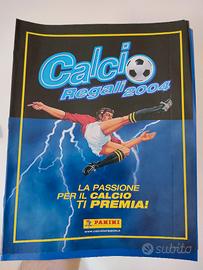 Calcio
Regali 2004
LA PASSIONE
PER IL CALCIO
TI PREMIA!
PANINI
subito